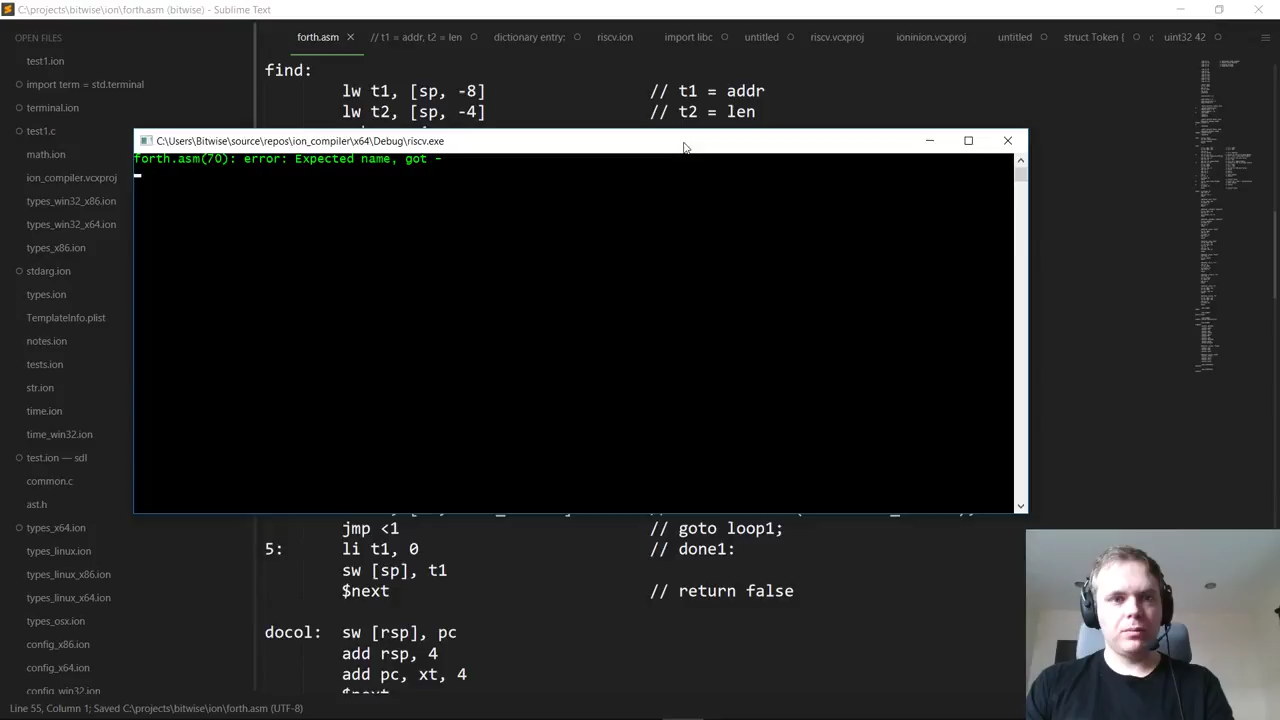 C:\projects\bitwise\ion\forth.asm (bitwise) - Sublime Text
OPEN FILES
forth.asm
// t1 = addr, t2 = len
dictionary entry:
riscv.ion
import libc
untitled
riscv.vcxproj
ioninion.vcxproj
untitled
struct Token {
uint32 42
test1.ion
import term = std.terminal
terminal.ion
test1.c
math.ion
ion_compiler.vcxproj
types_win32_x86.ion
types_win32_x64.ion
types_x86.ion
stdarg.ion
types.ion
TemplateInfo.plist
notes.ion
tests.ion
str.ion
time.ion
time_win32.ion
test.ion — sdl
common.c
ast.h
types_x64.ion
types_linux.ion
types_linux_x86.ion
types_linux_x64.ion
types_osx.ion
config_x86.ion
config_x64.ion
config_win32.ion
find:
lw t1, [sp, -8] // t1 = addr
lw t2, [sp, -4] // t2 = len
C:\Users\Bitwise\source\repos\ion_compiler\x64\Debug\riscv.exe
forth.asm(70): error: Expected name, got -
jmp <1 // goto loop1;
5: li t1, 0 // done1:
sw [sp], t1
$next // return false
docol: sw [rsp], pc
add rsp, 4
add pc, xt, 4
$next
Line 55, Column 1; Saved C:\projects\bitwise\ion\forth.asm (UTF-8)